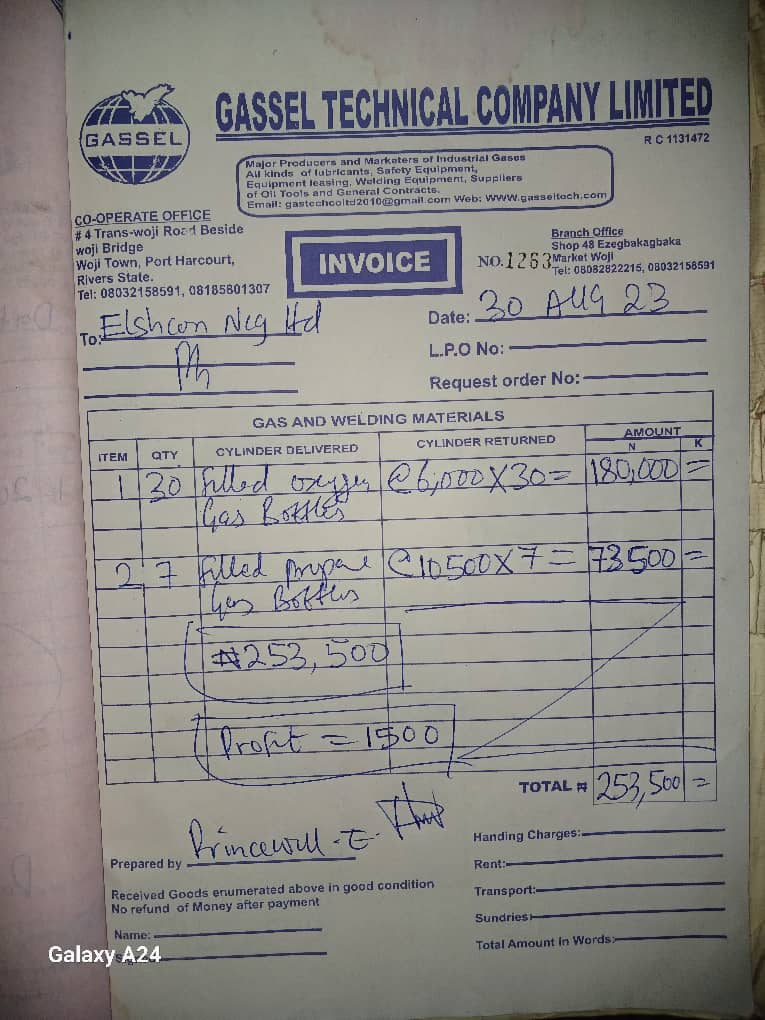 GASSEL
GASSEL TECHNICAL COMPANY LIMITED
R C 1131472
Major Producers and Marketers of Industrial Gases
All kinds of lubricants, Safety Equipment,
Equipment leasing, Welding Equipment, Suppliers
of Oil Tools and General Contracts.
Email: gastechcoltd2010@gmail.com Web: www.gasseltech.com
CO-OPERATE OFFICE
# 4 Trans-woji Road Beside
woji Bridge
Woji Town, Port Harcourt,
Rivers State.
Tel: 08032158591, 08185801307
INVOICE
Branch Office
Shop 48 Ezegbakagbaka
Market Woji
Tel: 08082822215, 08032158591
NO. 1263
To: Elshcon Nig ltd
Ph
Date: 30 AUG 23
L.P.O No:
Request order No:
GAS AND WELDING MATERIALS
ITEM QTY CYLINDER DELIVERED CYLINDER RETURNED AMOUNT
N K
1 30 filled oxygen @6,000X30= 180,000 =
Gas Bottles
2 7 filled propane @10500X7= 73500 =
Gas Bottles
₦253,500
Profit = 1500
TOTAL ₦ 253,500 =
Prepared by Princewill-E.
Handing Charges:
Rent:
Transport:
Sundries:
Total Amount in Words:
Received Goods enumerated above in good condition
No refund of Money after payment
Name:
Galaxy A24